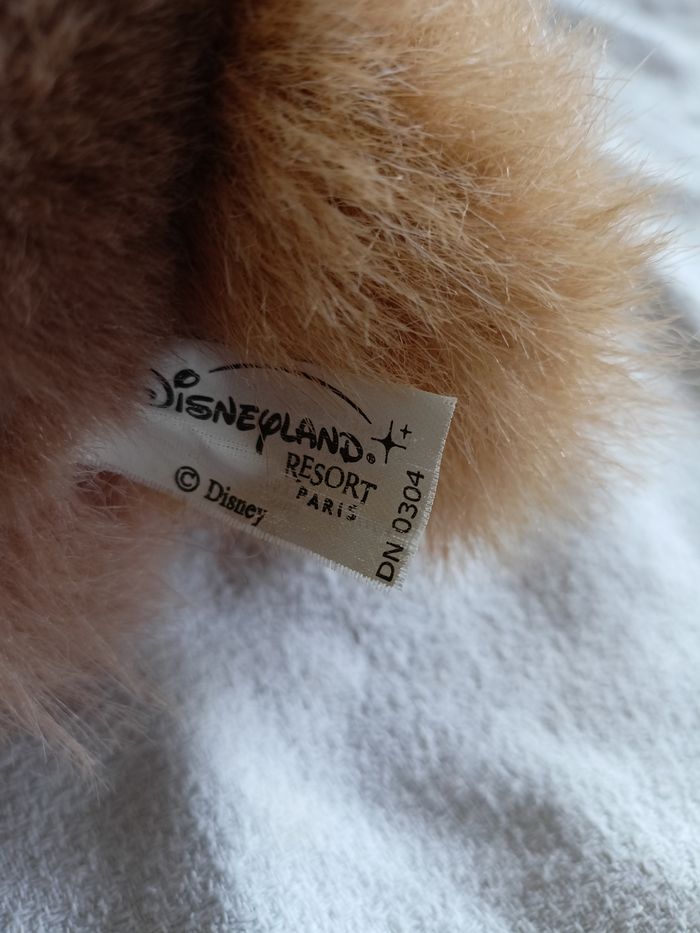 DISNEYLAND®
RESORT
PARIS
© Disney
DN 0304